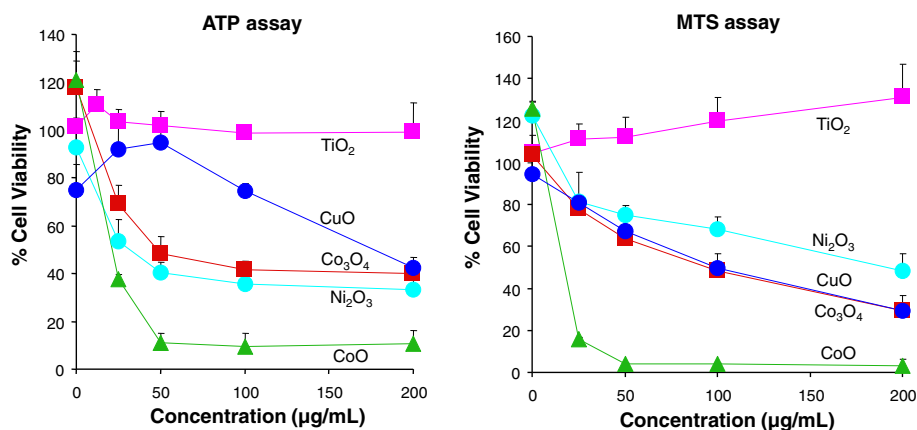 ATP assay
% Cell Viability
140
120
100
80
60
40
20
0
TiO₂
CuO
Co₃O₄
Ni₂O₃
CoO
0 50 100 150 200
Concentration (µg/mL)
MTS assay
% Cell Viability
160
140
120
100
80
60
40
20
0
TiO₂
Ni₂O₃
CuO
Co₃O₄
CoO
0 50 100 150 200
Concentration (µg/mL)